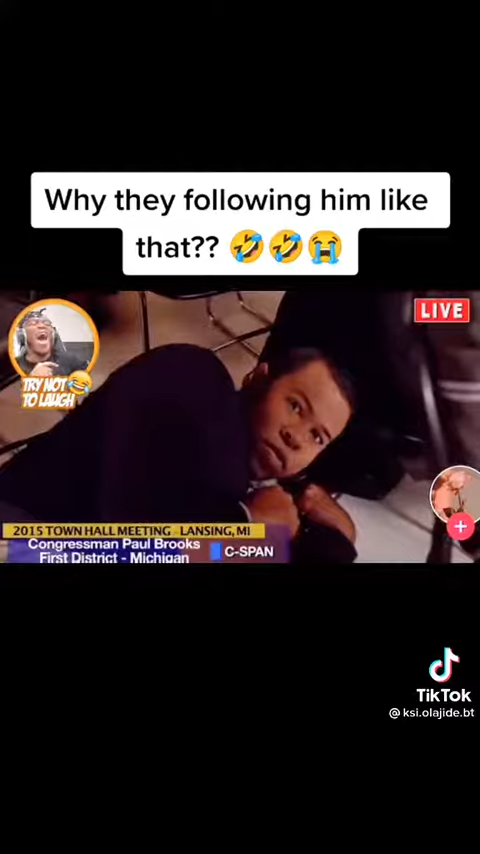 Why they following him like
that?? 🤣🤣😭
LIVE
TRY NOT😂
TO LAUGH
2015 TOWN HALL MEETING LANSING, MI
Congressman Paul Brooks
First District - Michigan
C-SPAN
TikTok
@ksi.olajide.bt